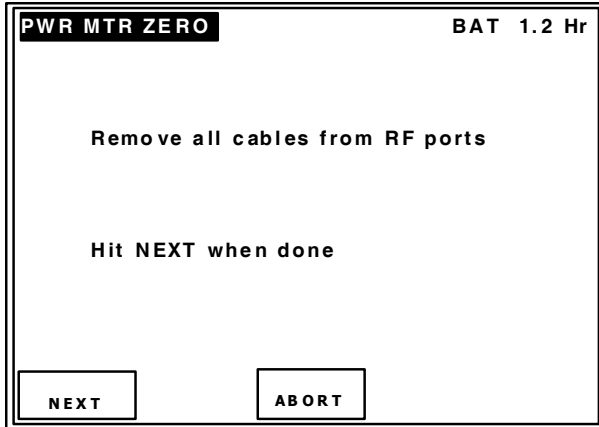 PWR MTR ZERO BAT 1.2 Hr
Remove all cables from RF ports
Hit NEXT when done
NEXT ABORT